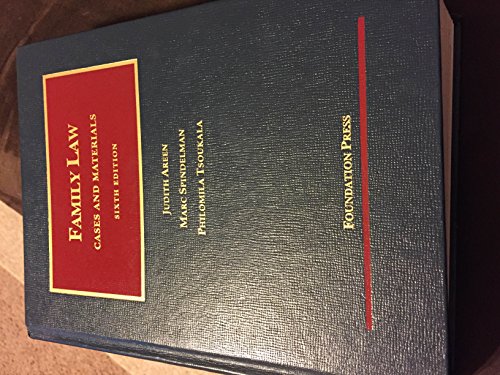 FAMILY LAW
CASES AND MATERIALS
SIXTH EDITION
JUDITH AREEN
MARC SPINDELMAN
PHILOMILA TSOUKALA
FOUNDATION PRESS